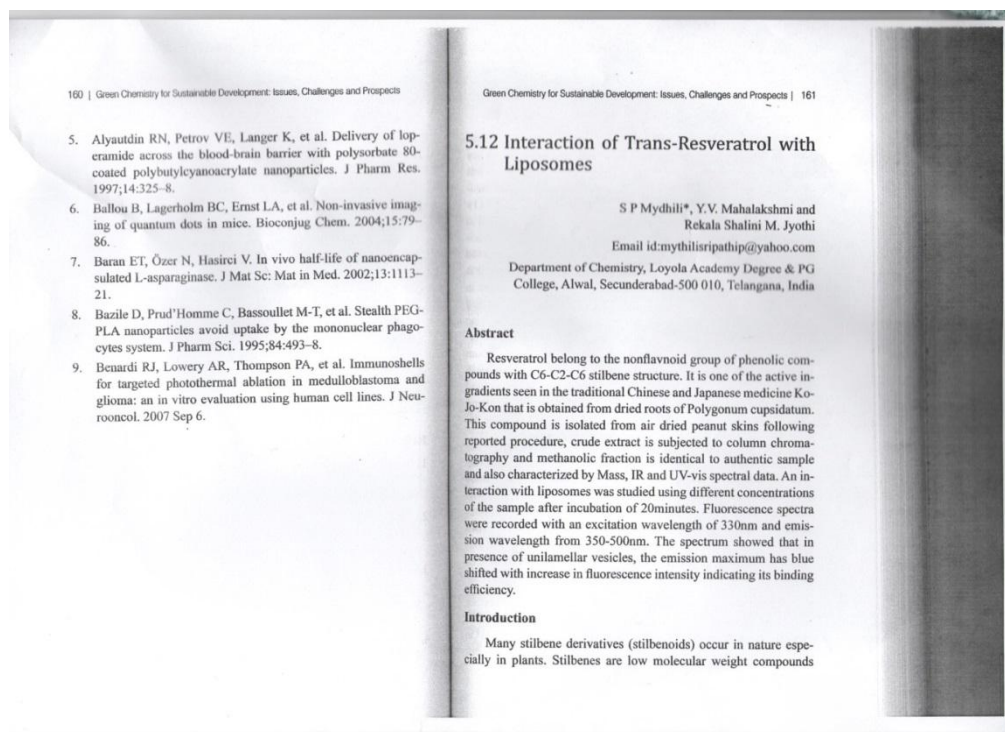 160 | Green Chemistry for Sustainable Development: Issues, Challenges and Prospects
5. Alyautdin RN, Petrov VE, Langer K, et al. Delivery of lop-
eramide across the blood-brain barrier with polysorbate 80-
coated polybutylcyanoacrylate nanoparticles. J Pharm Res.
1997;14:325–8.
6. Ballou B, Lagerholm BC, Ernst LA, et al. Non-invasive imag-
ing of quantum dots in mice. Bioconjug Chem. 2004;15:79–
86.
7. Baran ET, Özer N, Hasirci V. In vivo half-life of nanoencap-
sulated L-asparaginase. J Mat Sc: Mat in Med. 2002;13:1113–
21.
8. Bazile D, Prud'Homme C, Bassoullet M-T, et al. Stealth PEG-
PLA nanoparticles avoid uptake by the mononuclear phago-
cytes system. J Pharm Sci. 1995;84:493–8.
9. Benardi RJ, Lowery AR, Thompson PA, et al. Immunoshells
for targeted photothermal ablation in medulloblastoma and
glioma: an in vitro evaluation using human cell lines. J Neu-
rooncol. 2007 Sep 6.
Green Chemistry for Sustainable Development: Issues, Challenges and Prospects | 161
5.12 Interaction of Trans-Resveratrol with
Liposomes
S P Mydhili*, Y.V. Mahalakshmi and
Rekala Shalini M. Jyothi
Email id:mythilisripathip@yahoo.com
Department of Chemistry, Loyola Academy Degree & PG
College, Alwal, Secunderabad-500 010, Telangana, India
Abstract
Resveratrol belong to the nonflavnoid group of phenolic com-
pounds with C6-C2-C6 stilbene structure. It is one of the active in-
gradients seen in the traditional Chinese and Japanese medicine Ko-
Jo-Kon that is obtained from dried roots of Polygonum cupsidatum.
This compound is isolated from air dried peanut skins following
reported procedure, crude extract is subjected to column chroma-
tography and methanolic fraction is identical to authentic sample
and also characterized by Mass, IR and UV-vis spectral data. An in-
teraction with liposomes was studied using different concentrations
of the sample after incubation of 20minutes. Fluorescence spectra
were recorded with an excitation wavelength of 330nm and emis-
sion wavelength from 350-500nm. The spectrum showed that in
presence of unilamellar vesicles, the emission maximum has blue
shifted with increase in fluorescence intensity indicating its binding
efficiency.
Introduction
Many stilbene derivatives (stilbenoids) occur in nature espe-
cially in plants. Stilbenes are low molecular weight compounds